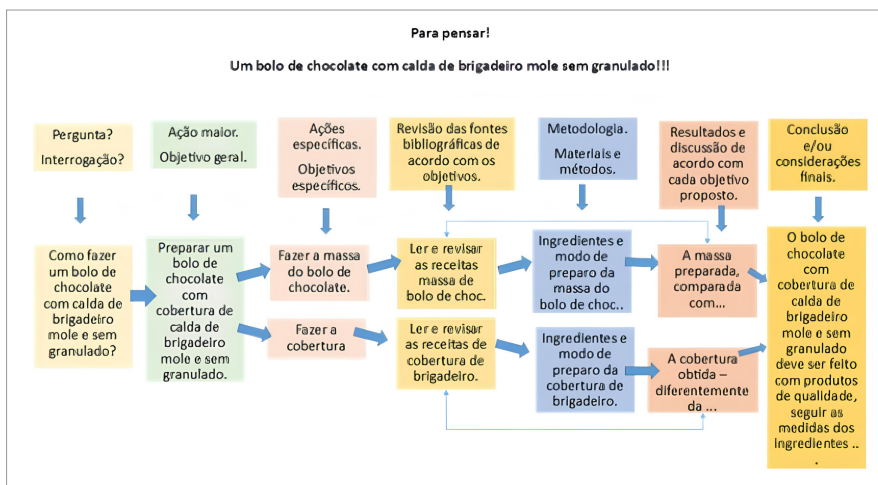 Para pensar!
Um bolo de chocolate com calda de brigadeiro mole sem granulado!!!
Pergunta?
Interrogação?
Ação maior.
Objetivo geral.
Ações
específicas.
Objetivos
específicos.
Revisão das fontes
bibliográficas de
acordo com os
objetivos.
Metodologia.
Materiais e
métodos.
Resultados e
discussão de
acordo com
cada objetivo
proposto.
Conclusão
e/ou
considerações
finais.
Como fazer
um bolo de
chocolate
com calda de
brigadeiro
mole e sem
granulado?
Preparar um
bolo de
chocolate
com
cobertura de
calda de
brigadeiro
mole e sem
granulado.
Fazer a massa
do bolo de
chocolate.
Ler e revisar
as receitas
massa de
bolo de choc.
Ingredientes e
modo de
preparo da
massa do
bolo de choc..
A massa
preparada,
comparada
com...
Fazer a
cobertura
Ler e revisar
as receitas de
cobertura de
brigadeiro.
Ingredientes e
modo de
preparo da
cobertura de
brigadeiro.
A cobertura
obtida –
diferentemente
da ...
O bolo de
chocolate
com
cobertura de
calda de
brigadeiro
mole e sem
granulado
deve ser feito
com produtos
de qualidade,
seguir as
medidas dos
ingredientes ..
.